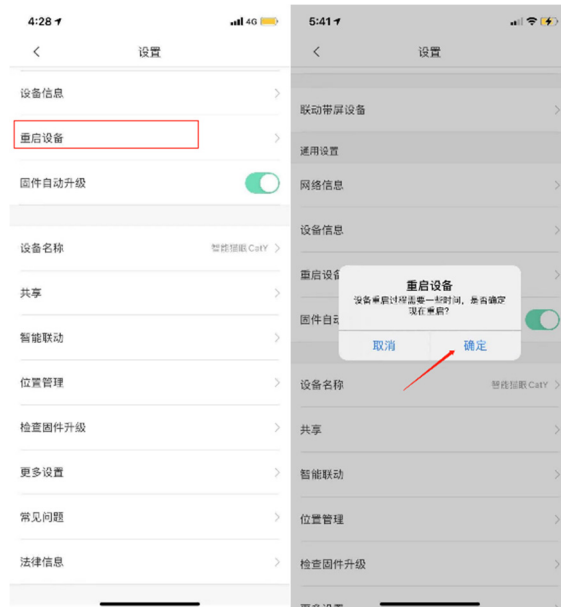 4:28
4G
设置
设备信息
重启设备
固件自动升级
设备名称
智能猫眼 CatY
共享
智能联动
位置管理
检查固件升级
更多设置
常见问题
法律信息
5:41
设置
联动带屏设备
通用设置
网络信息
设备信息
重启设备
固件自动
重启设备
设备重启过程需要一些时间，是否确定
现在重启？
取消
确定
设备名称
智能猫眼 CatY
共享
智能联动
位置管理
检查固件升级
更多设置